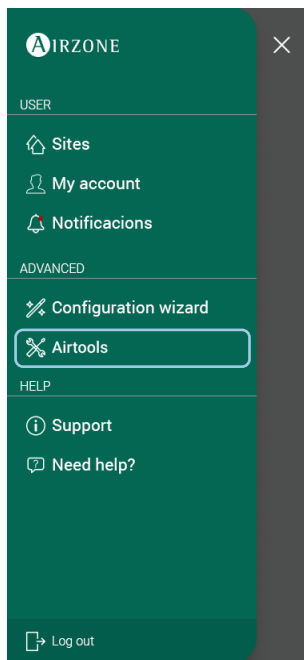 AIRZONE
USER
Sites
My account
Notificacions
ADVANCED
Configuration wizard
Airtools
HELP
Support
Need help?
Log out